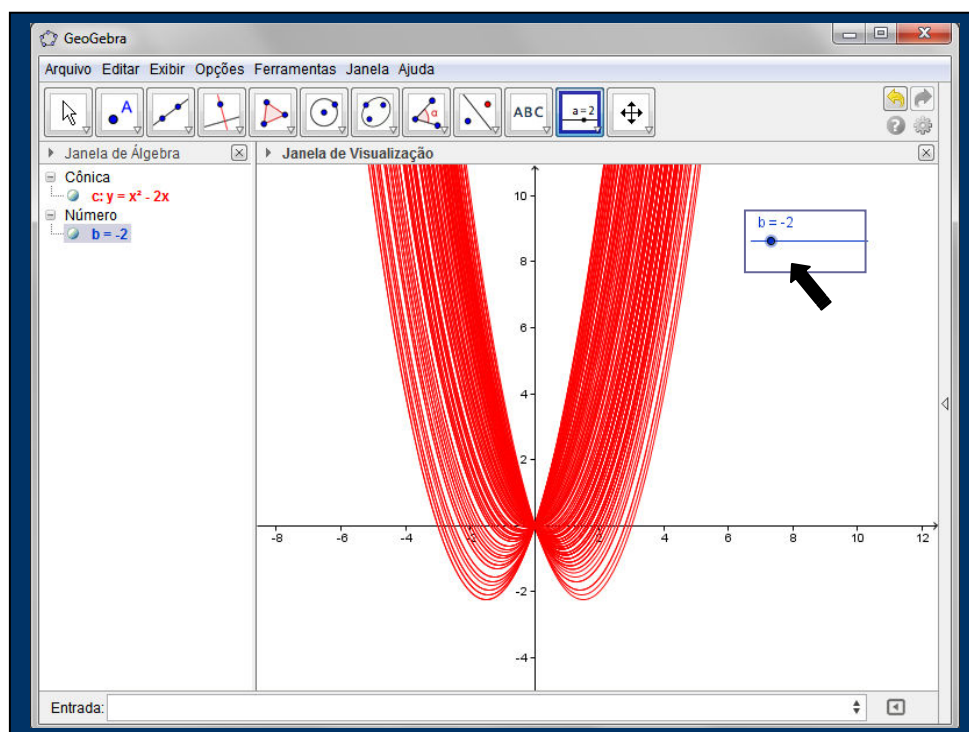 GeoGebra
Arquivo Editar Exibir Opções Ferramentas Janela Ajuda
A
α
ABC
a=2
Janela de Álgebra
Janela de Visualização
Cônica
c: y = x² - 2x
Número
b = -2
b = -2
10
8
6
4
2
-8 -6 -4 -2 2 4 6 8 10 12
-2
-4
Entrada: